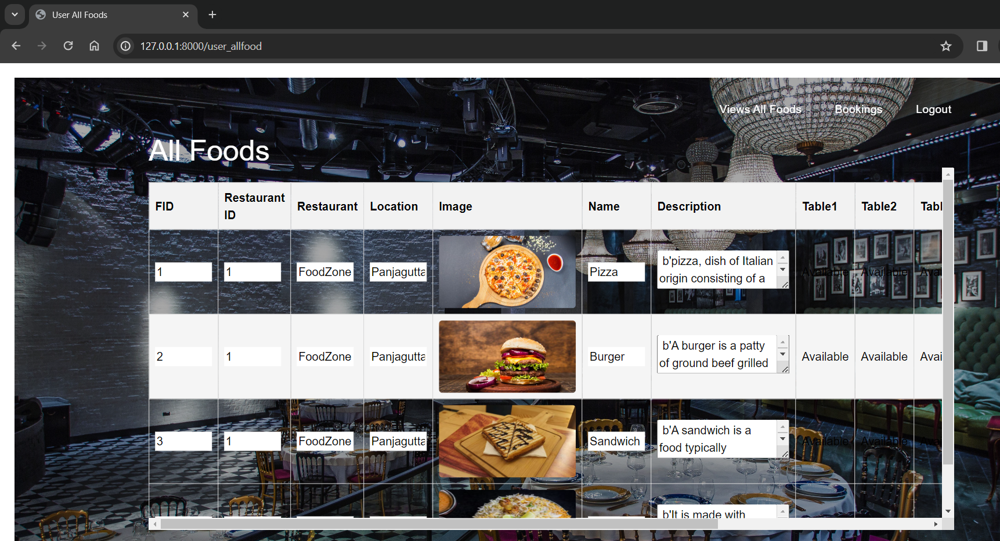 User All Foods
127.0.0.1:8000/user_allfood
Views All Foods Bookings Logout
All Foods
FID Restaurant ID Restaurant Location Image Name Description Table1 Table2 Tabl
1 1 FoodZone Panjagutta Pizza b'pizza, dish of Italian
origin consisting of a
Available Available Avai
2 1 FoodZone Panjagutta Burger b'A burger is a patty
of ground beef grilled
Available Available Avai
3 1 FoodZone Panjagutta Sandwich b'A sandwich is a
food typically
Available Available Avai
b'It is made with